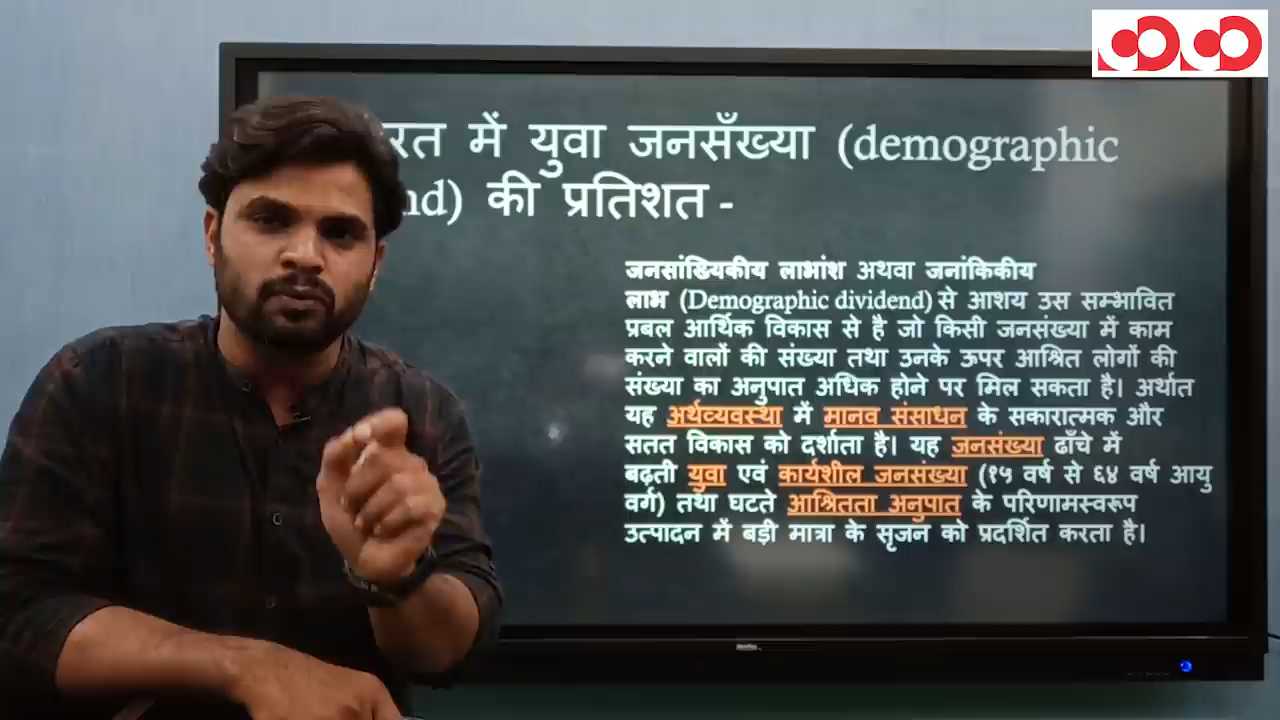 में युवा जनसँख्या (demographic
की प्रतिशत -
जनसांख्यिकीय लाभांश अथवा जनांकिकीय
लाभ (Demographic dividend) से आशय उस सम्भावित
प्रबल आर्थिक विकास से है जो किसी जनसंख्या में काम
करने वालों की संख्या तथा उनके ऊपर आश्रित लोगों की
संख्या का अनुपात अधिक होने पर मिल सकता है। अर्थात
यह अर्थव्यवस्था में मानव संसाधन के सकारात्मक और
सतत विकास को दर्शाता है। यह जनसंख्या ढाँचे में
बढ़ती युवा एवं कार्यशील जनसंख्या (१५ वर्ष से ६४ वर्ष आयु
वर्ग) तथा घटते आश्रितता अनुपात के परिणामस्वरूप
उत्पादन में बड़ी मात्रा के सृजन को प्रदर्शित करता है।